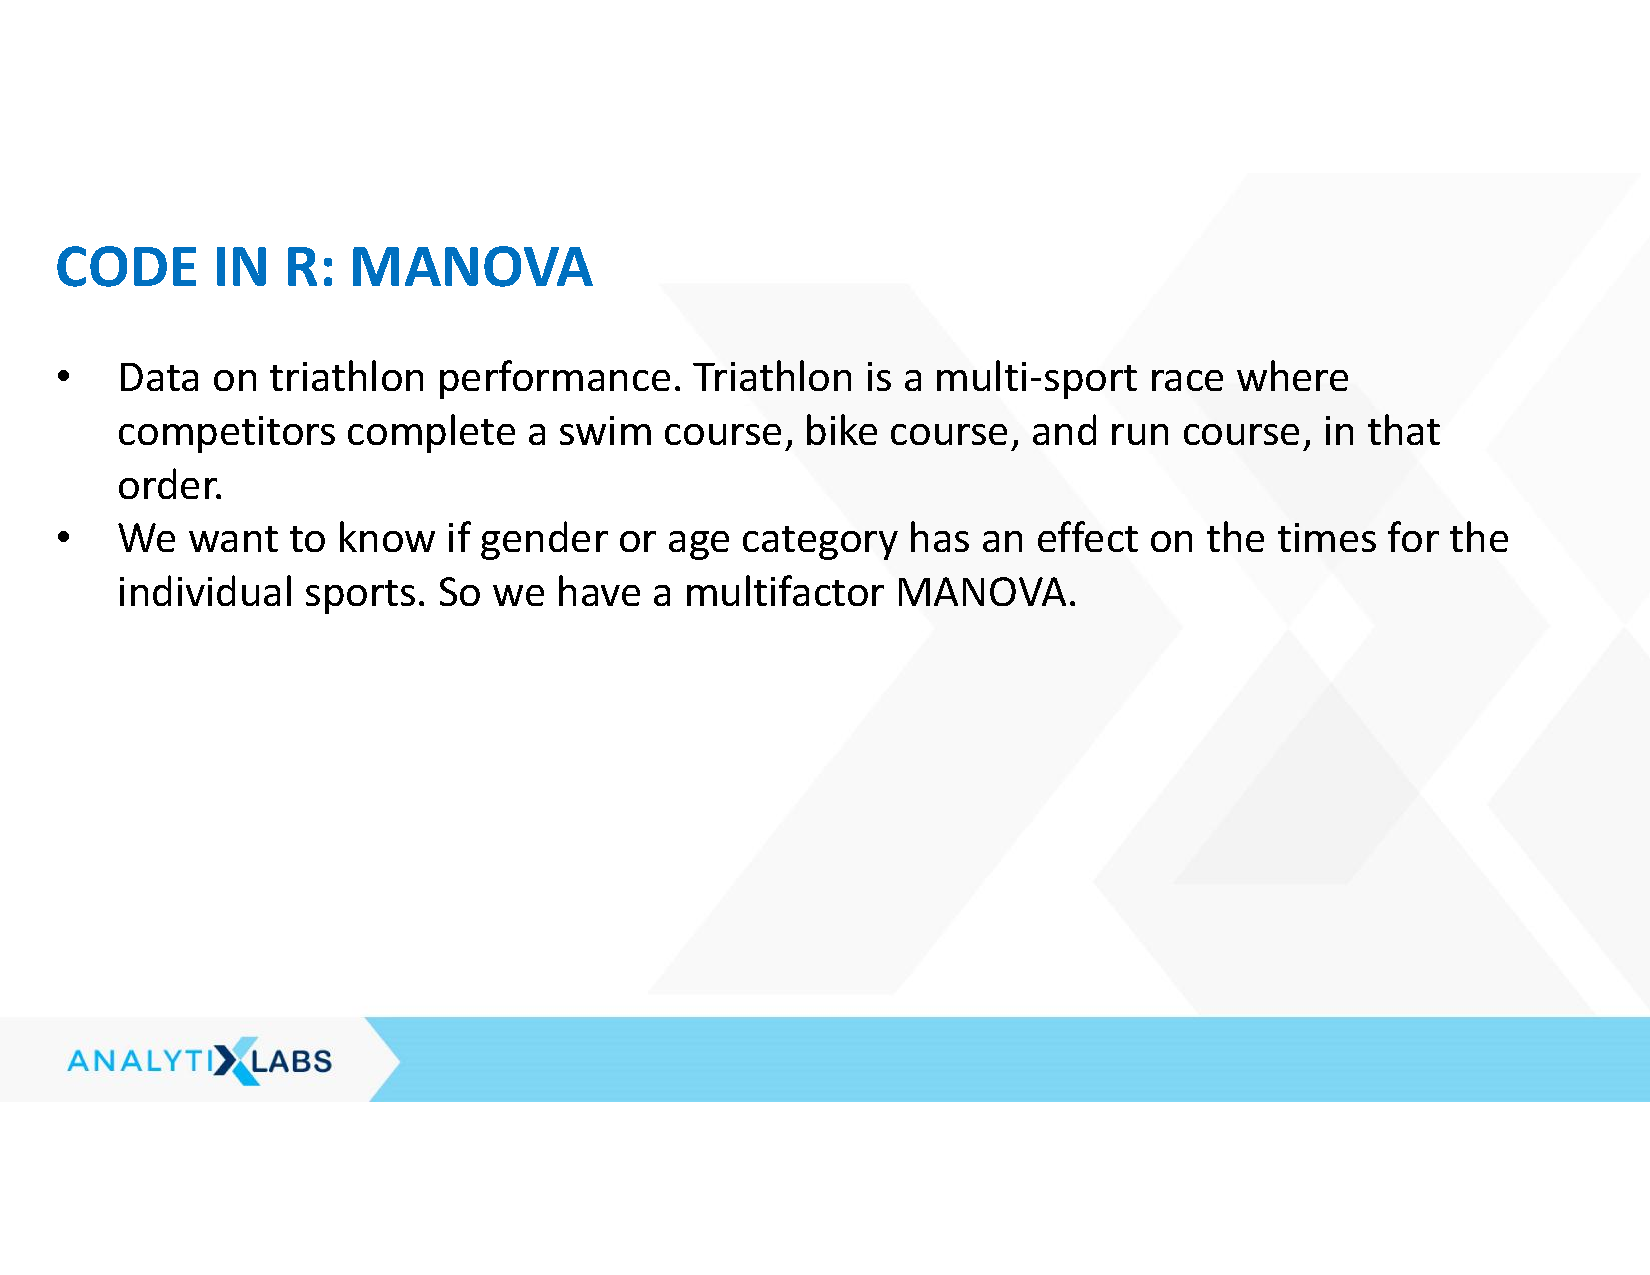 CODE IN R: MANOVA
• Data on triathlon performance. Triathlon is a multi-sport race where
competitors complete a swim course, bike course, and run course, in that
order.
• We want to know if gender or age category has an effect on the times for the
individual sports. So we have a multifactor MANOVA.
ANALYTIXLABS